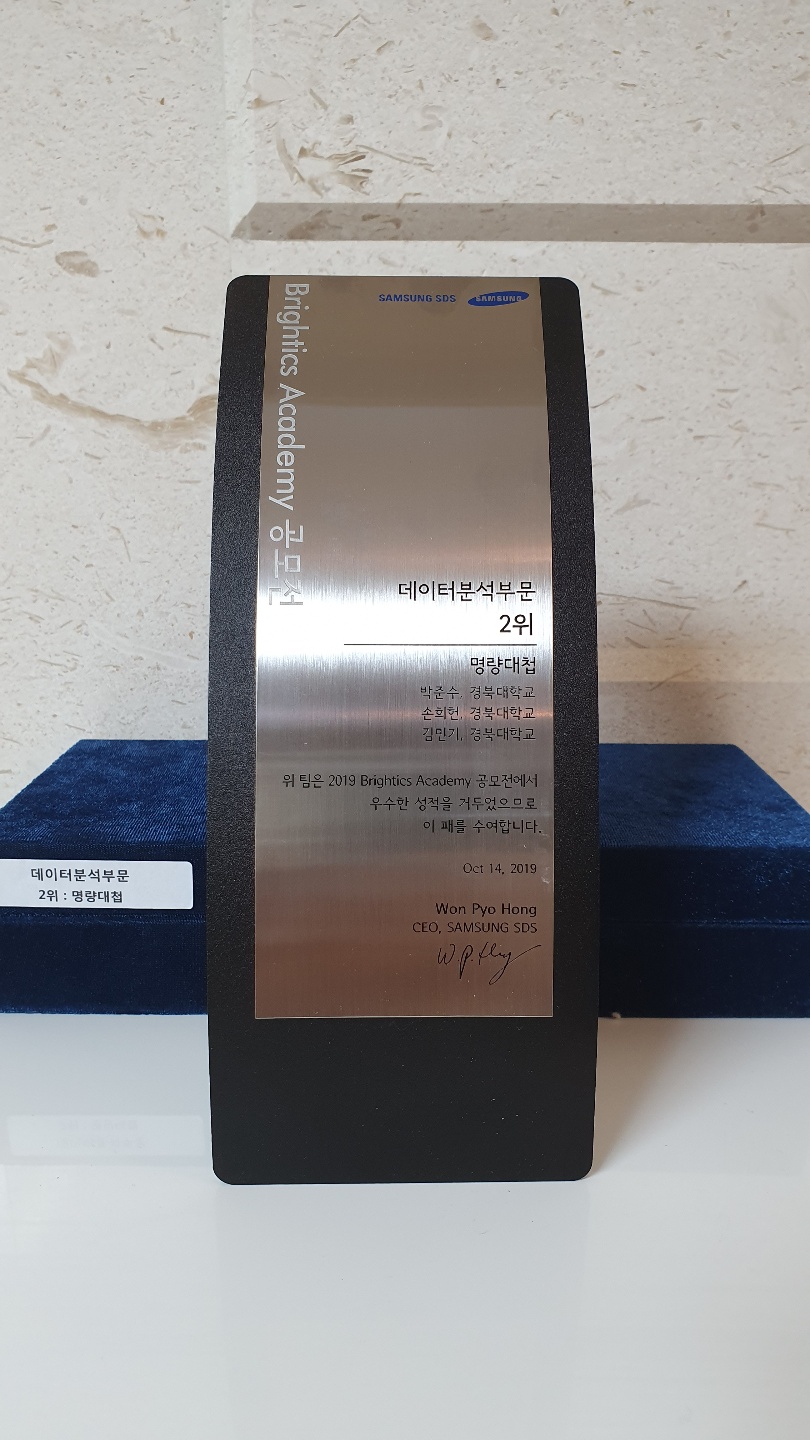 SAMSUNG SDS SAMSUNG
Brightics Academy 공모전
데이터분석부문
2위
명량대첩
박준수, 경북대학교
손희헌, 경북대학교
김민기, 경북대학교
위 팀은 2019 Brightics Academy 공모전에서
우수한 성적을 거두었으므로
이 패를 수여합니다.
Oct 14, 2019
Won Pyo Hong
CEO, SAMSUNG SDS
W.P.Hong
데이터분석부문
2위 : 명량대첩